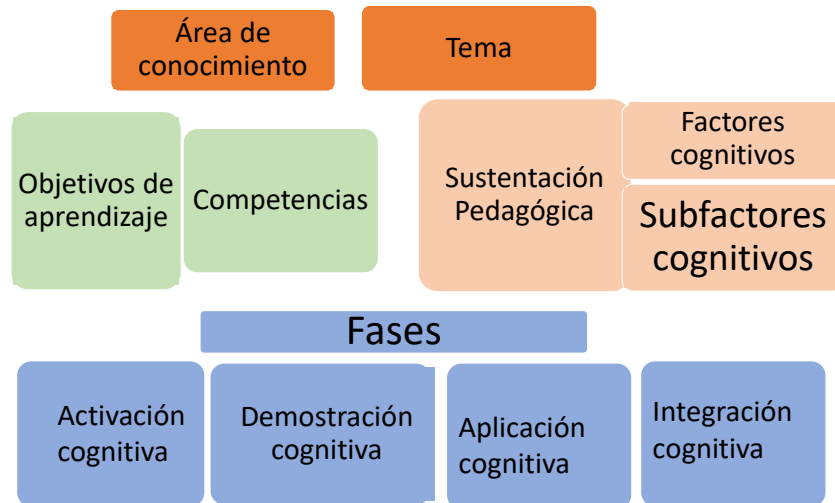 Área de
conocimiento
Tema
Objetivos de
aprendizaje
Competencias
Sustentación
Pedagógica
Factores
cognitivos
Subfactores
cognitivos
Fases
Activación
cognitiva
Demostración
cognitiva
Aplicación
cognitiva
Integración
cognitiva